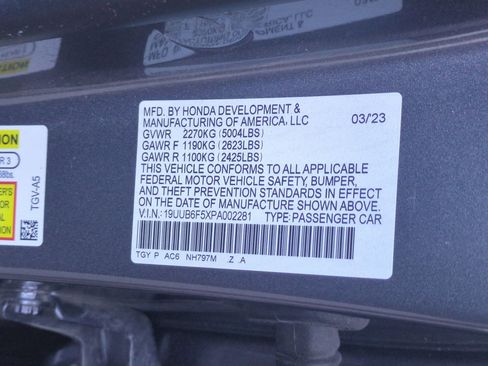 MFD. BY HONDA DEVELOPMENT &
MANUFACTURING OF AMERICA, LLC 03/'23
GVWR 2270KG (5004LBS)
GAWR F 1190KG (2623LBS)
GAWR R 1100KG (2425LBS)
THIS VEHICLE CONFORMS TO ALL APPLICABLE
FEDERAL MOTOR VEHICLE SAFETY, BUMPER,
AND THEFT PREVENTION STANDARDS IN EFFECT
ON THE DATE OF MANUFACTURE SHOWN ABOVE.
V.I.N.: 19UUB6F5XPA002281 TYPE: PASSENGER CAR
TGY P AC6 NH797M .Z .A
TGV-A5
ION
R 3